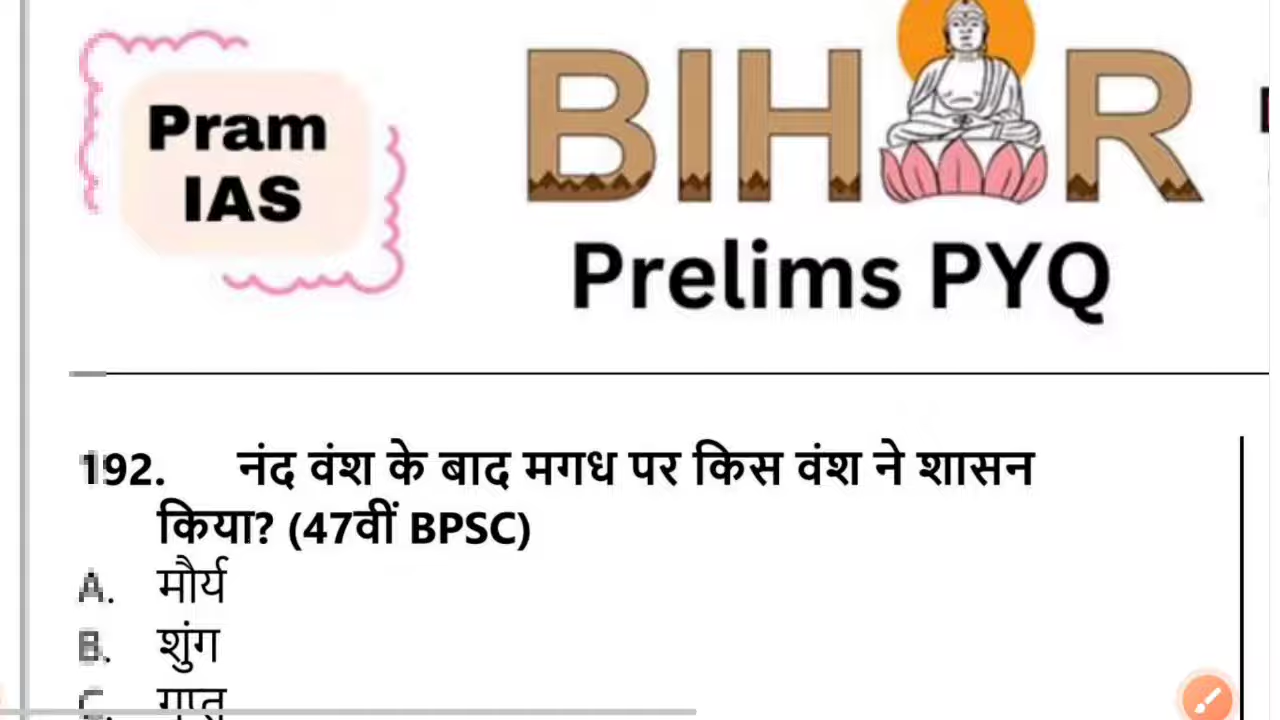 Pram
IAS
BIHAR
Prelims PYQ
192. नंद वंश के बाद मगध पर किस वंश ने शासन
किया? (47वीं BPSC)
A. मौर्य
B. शुंग
C. गुप्त